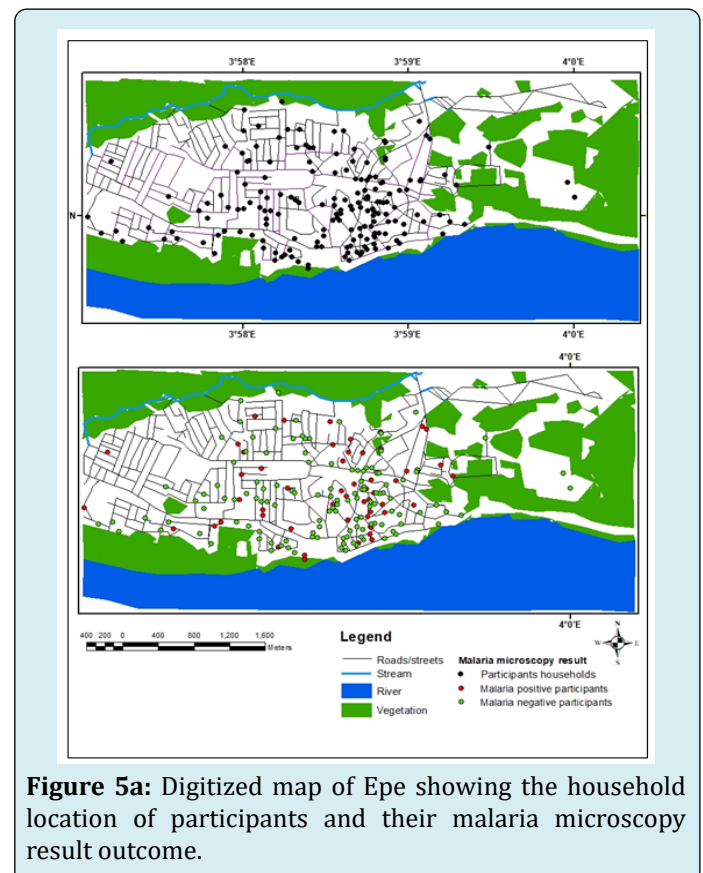 3°58'E 3°59'E 4°0'E
N
3°58'E 3°59'E 4°0'E
4°0'E
4°0'E
400 200 0 400 800 1,200 1,600
Meters
Legend
Roads/streets
Stream
River
Vegetation
Malaria microscopy result
Participants households
Malaria positive participants
Malaria negative participants
N
W E
S
Figure 5a: Digitized map of Epe showing the household
location of participants and their malaria microscopy
result outcome.